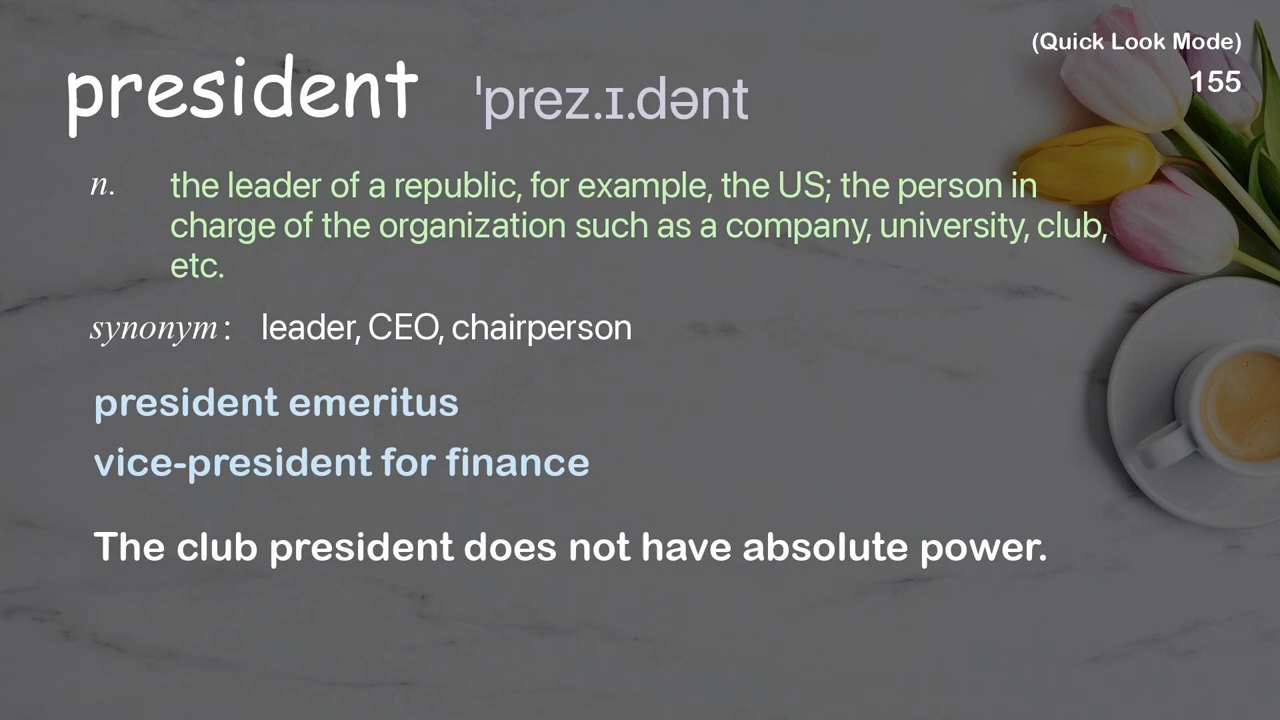 (Quick Look Mode)
155
president ˈprez.ɪ.dənt
n. the leader of a republic, for example, the US; the person in
charge of the organization such as a company, university, club,
etc.
synonym: leader, CEO, chairperson
president emeritus
vice-president for finance
The club president does not have absolute power.